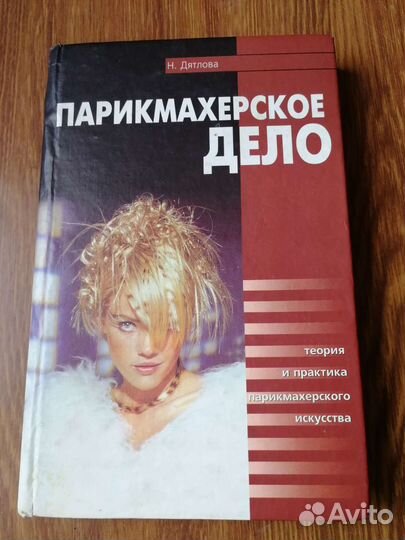 Н. Дятлова
ПАРИКМАХЕРСКОЕ
ДЕЛО
теория
и практика
парикмахерского
искусства
Avito